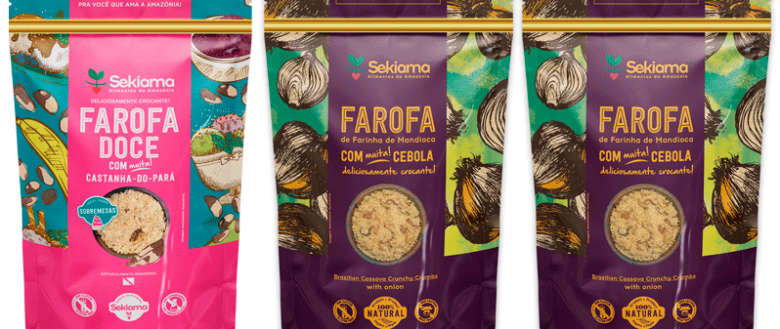 PRA VOCÊ QUE AMA A AMAZÔNIA!
Sekiama
Alimentos da Amazônia
DELICIOSAMENTE CROCANTE!
FAROFA
DOCE
COM muita!
CASTANHA-DO-PARÁ
SOBREMESAS
NATURALMENTE PARAENSE
Sekiama
Sekiama
Alimentos da Amazônia
FAROFA
de Farinha de Mandioca
COM muita! CEBOLA
deliciosamente crocante!
Brazilian Cassava Crunchy Crumbs
with onion
100%
NATURAL
Sekiama
Alimentos da Amazônia
FAROFA
de Farinha de Mandioca
COM muita! CEBOLA
deliciosamente crocante!
Brazilian Cassava Crunchy Crumbs
with onion
100%
NATURAL